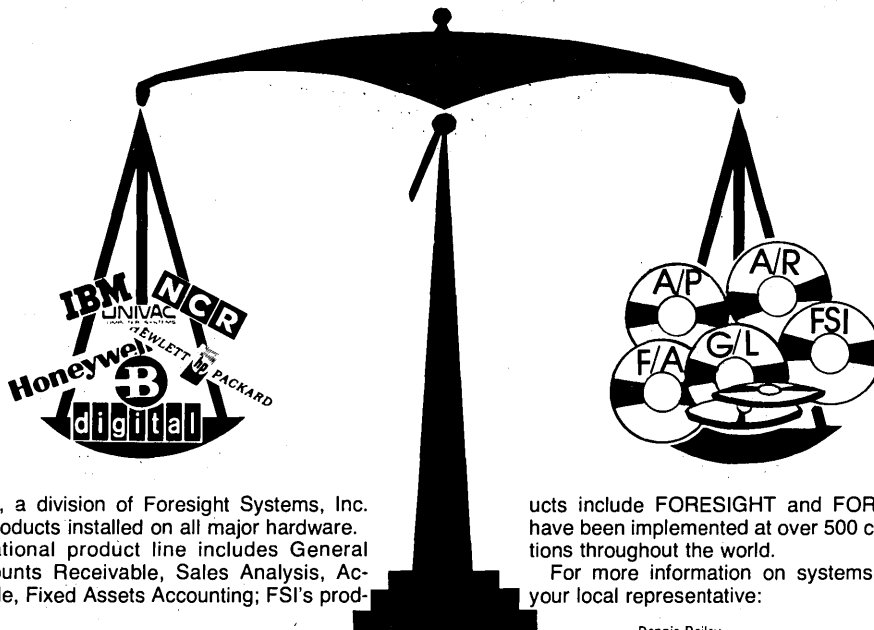 IBM
UNIVAC
NCR
HEWLETT hp PACKARD
Honeywell
B
digital
A/P
A/R
FSI
F/A
G/L
, a division of Foresight Systems, Inc.
oducts installed on all major hardware.
ational product line includes General
ounts Receivable, Sales Analysis, Ac-
le, Fixed Assets Accounting; FSI's prod-
ucts include FORESIGHT and FOR
have been implemented at over 500 c
tions throughout the world.
For more information on systems
your local representative: